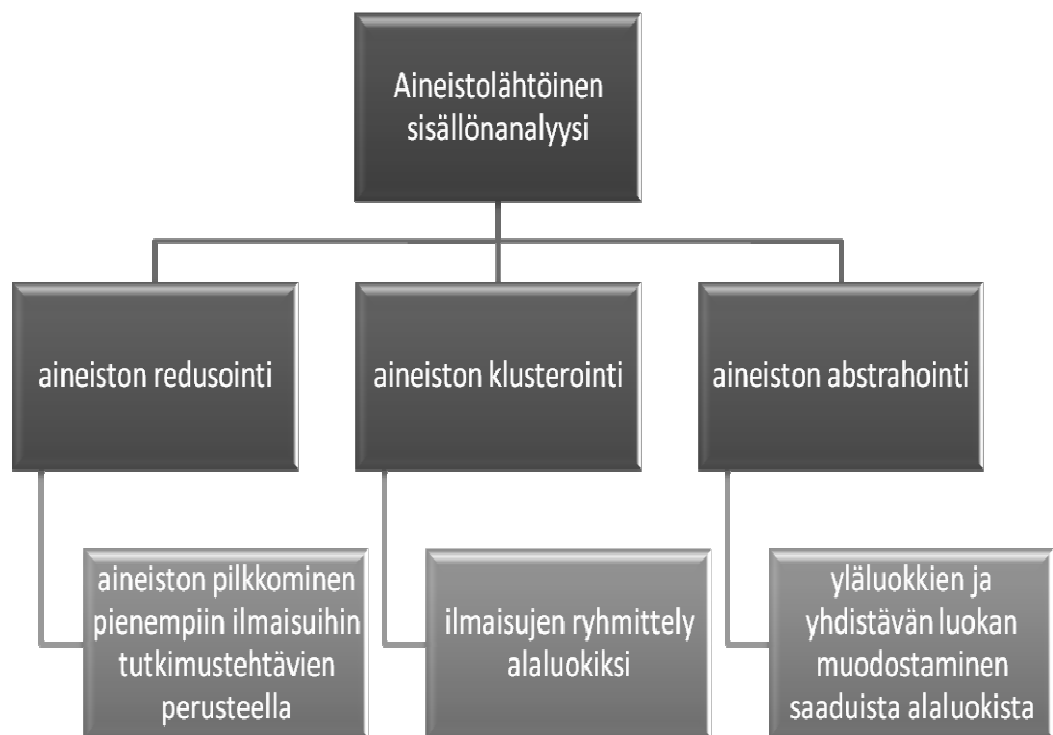 Aineistolähtöinen
sisällönanalyysi
aineiston redusointi
aineiston klusterointi
aineiston abstrahointi
aineiston pilkkominen
pienempiin ilmaisuihin
tutkimustehtävien
perusteella
ilmaisujen ryhmittely
alaluokiksi
yläluokkien ja
yhdistävän luokan
muodostaminen
saaduista alaluokista